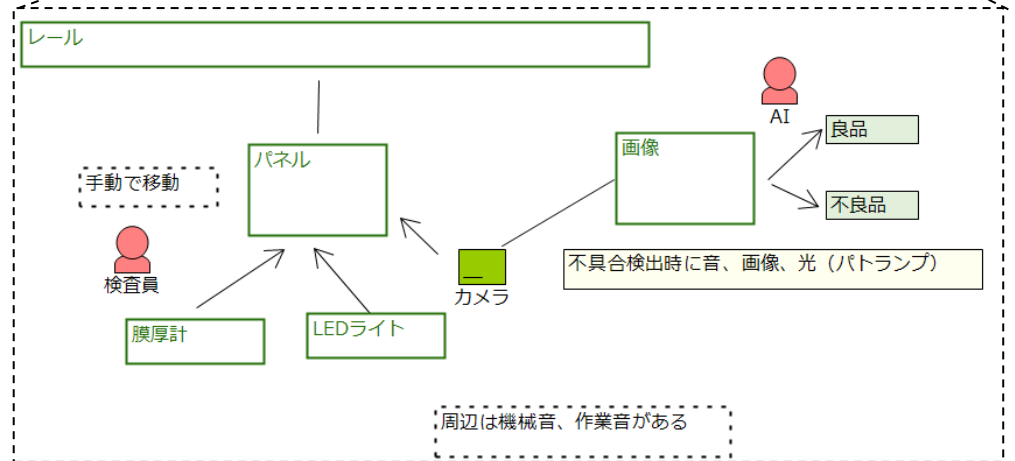 レール
AI
良品
画像
パネル
手動で移動
不良品
検査員
不具合検出時に音、画像、光（パトランプ）
カメラ
膜厚計
LEDライト
周辺は機械音、作業音がある